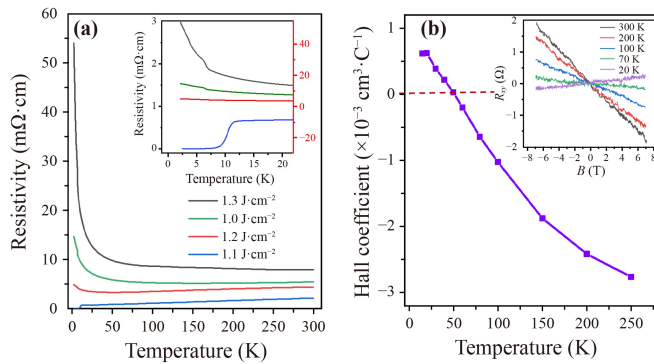 (a)
Resistivity (mΩ·cm)
60
50
40
30
20
10
0
0 50 100 150 200 250 300
Temperature (K)
Resistivity (mΩ·cm)
3
2
1
0
40
20
0
−10
0 5 10 15 20
Temperature (K)
1.3 J·cm⁻²
1.0 J·cm⁻²
1.2 J·cm⁻²
1.1 J·cm⁻²
(b)
Hall coefficient (×10⁻³ cm³·C⁻¹)
1
0
−1
−2
−3
0 50 100 150 200 250
Temperature (K)
R_xy (Ω)
2
1
0
−1
−2
−8 −6 −4 −2 0 2 4 6 8
B (T)
300 K
200 K
100 K
70 K
20 K